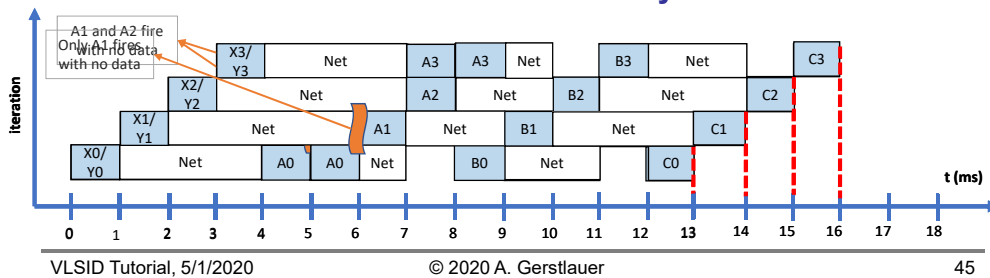 A1 and A2 fire
with no data
Only A1 fires
with no data
iteration
X3/
Y3
Net
A3
A3
Net
B3
Net
C3
X2/
Y2
Net
A2
Net
B2
Net
C2
X1/
Y1
Net
A1
Net
B1
Net
C1
X0/
Y0
Net
A0
A0
Net
B0
Net
C0
t (ms)
0 1 2 3 4 5 6 7 8 9 10 11 12 13 14 15 16 17 18
VLSID Tutorial, 5/1/2020 © 2020 A. Gerstlauer 45